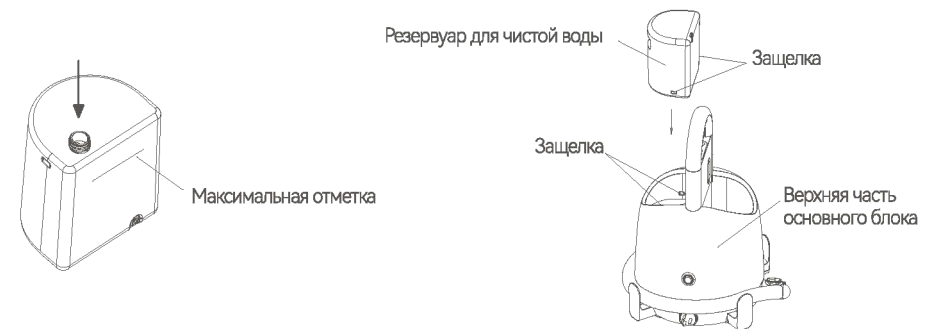 Резервуар для чистой воды
Защелка
Защелка
Максимальная отметка
Верхняя часть
основного блока